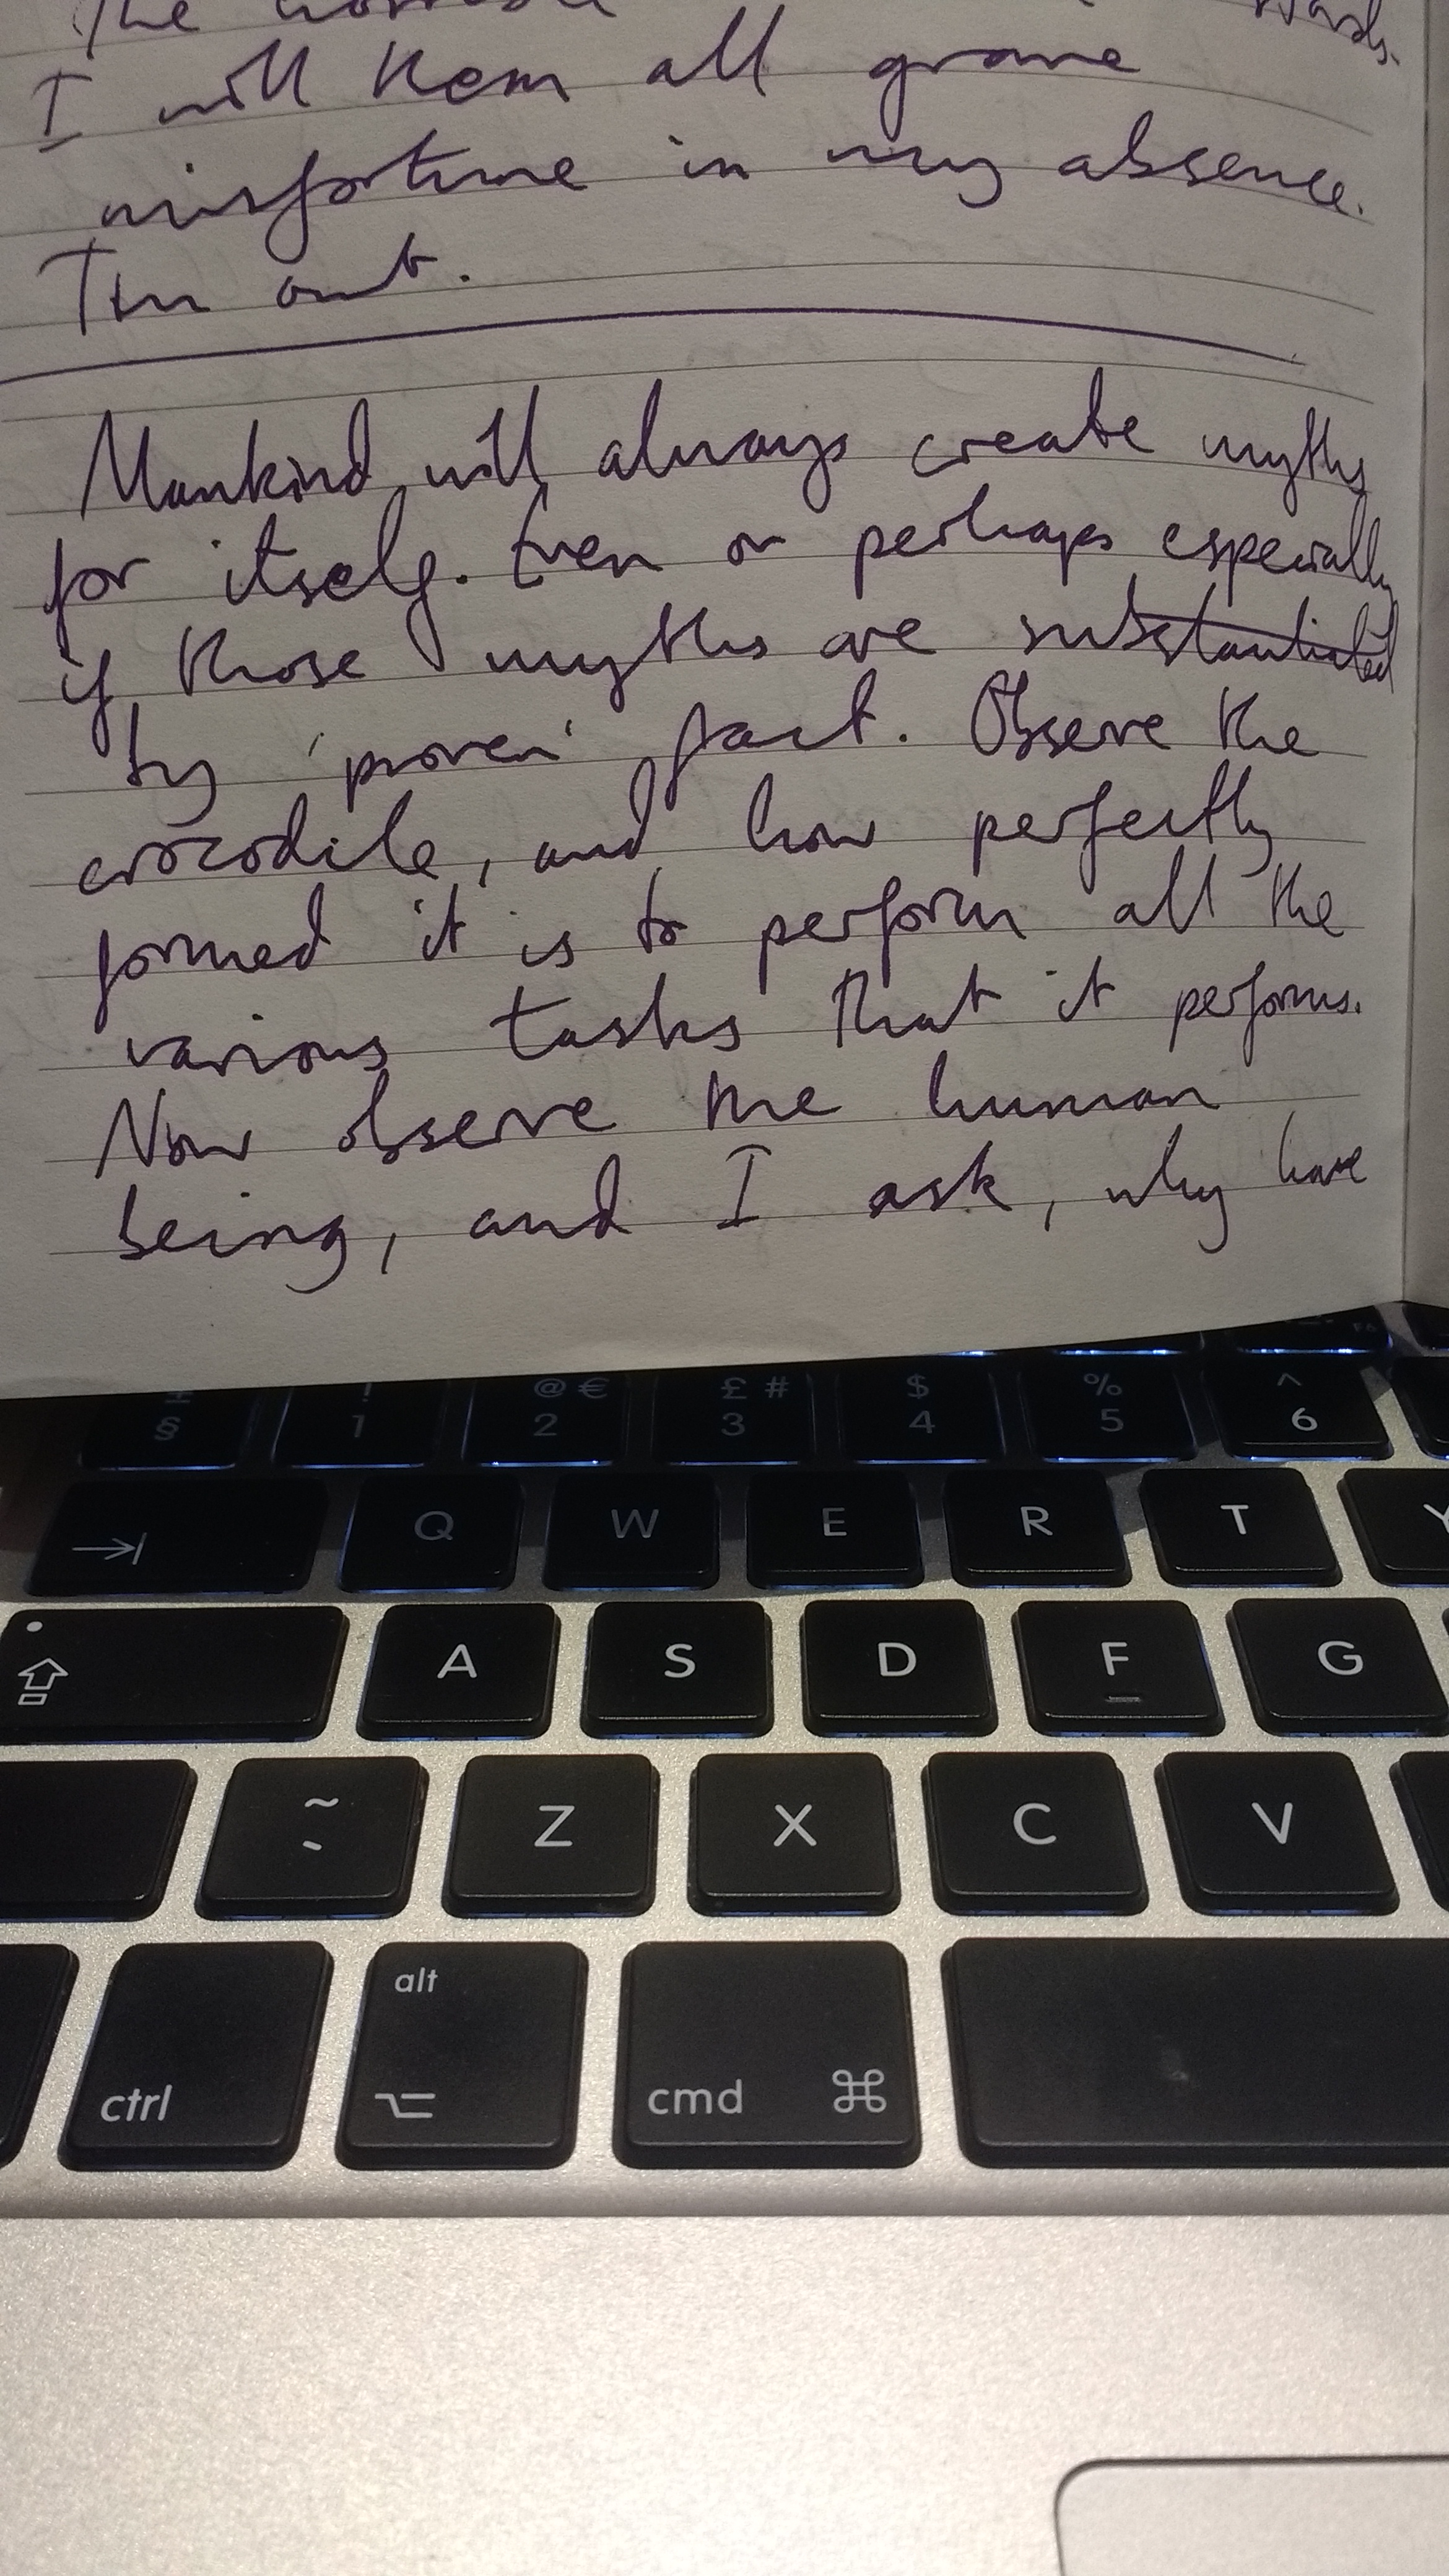 The
I will them all grave
misfortune in my absence.
Tim out.
Mankind will always create myths
for itself. Even or perhaps especially
if those myths are substantiated
by 'proven' fact. Observe the
crocodile, and how perfectly
formed it is to perform all the
various tasks that it performs.
Now observe the human
being, and I ask, why have
± ! @ € £ # $ % ^
§ 1 2 3 4 5 6
Q W E R T Y
A S D F G
~ Z X C V
`
alt
ctrl cmd ⌘